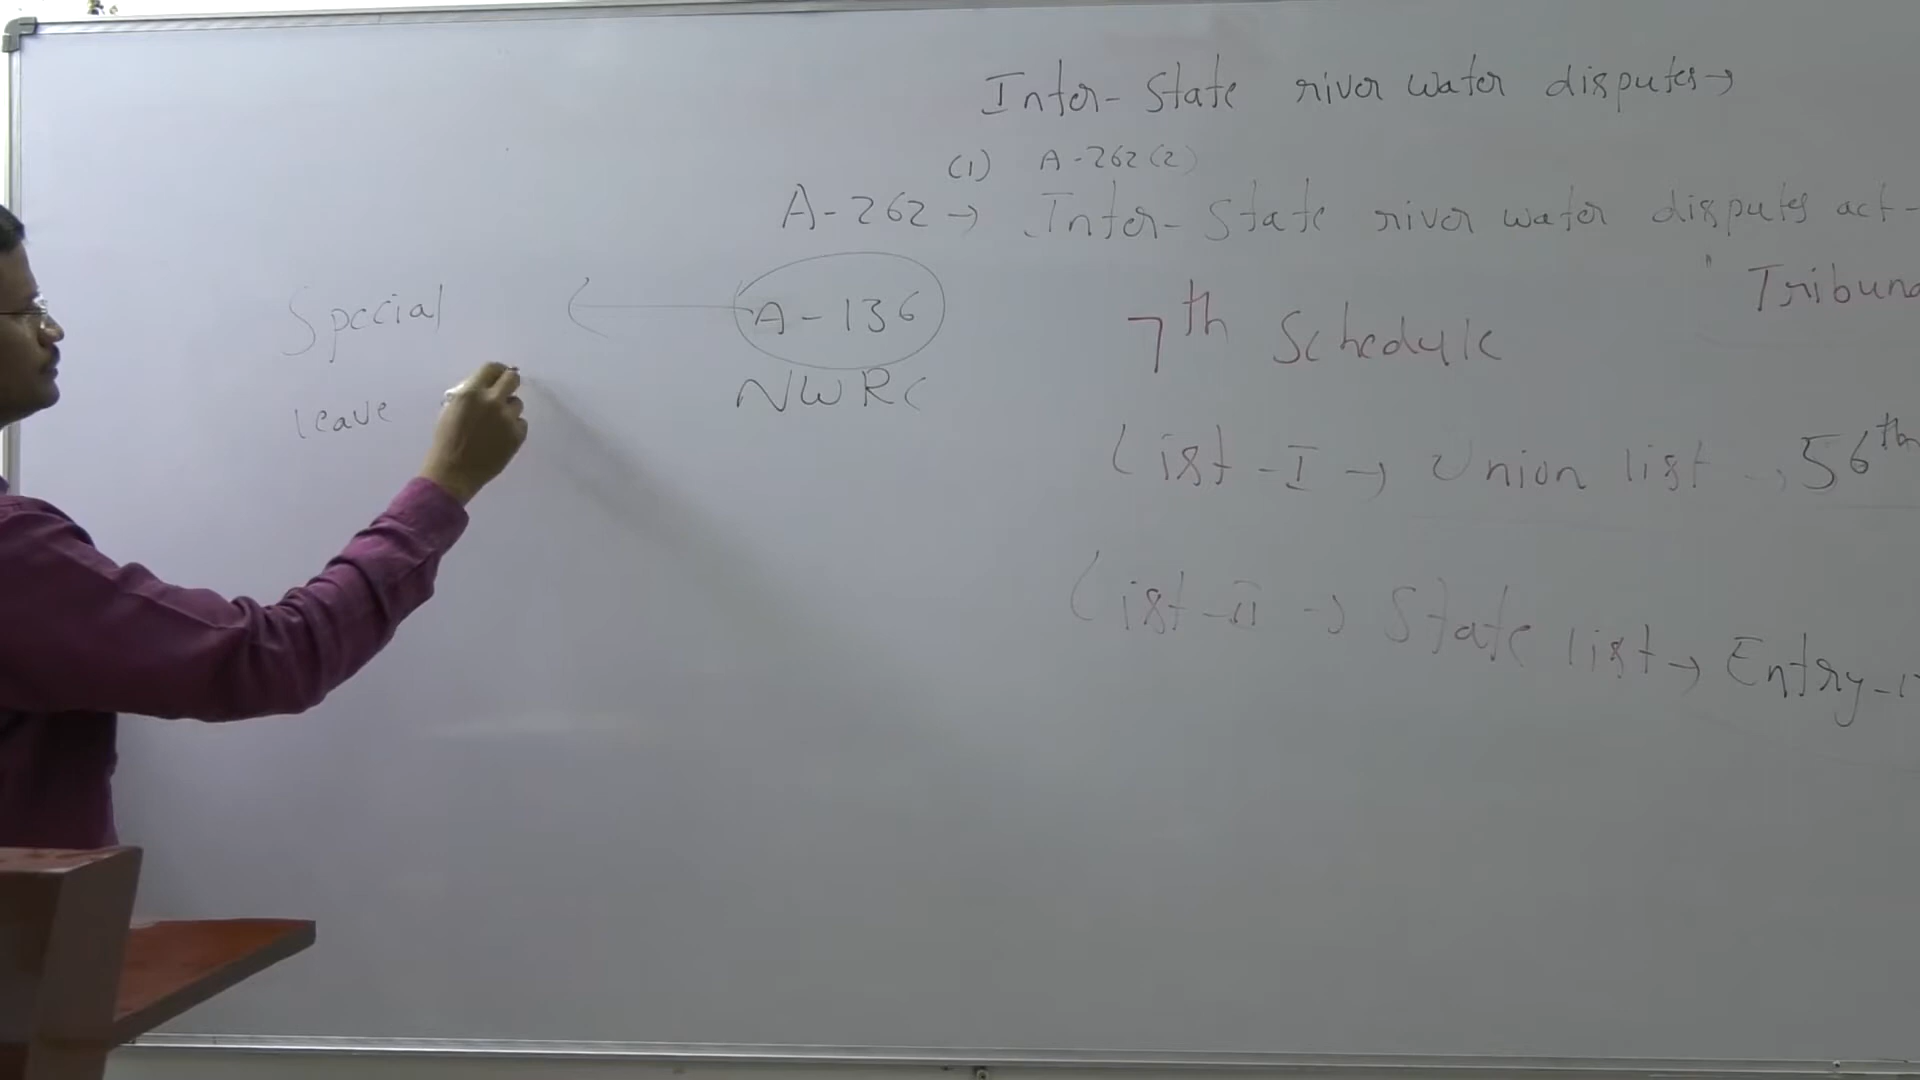 Inter-State river water disputes→
(1) A-262(2)
A-262 → Inter-State river water disputes act-
" Tribuna
Special ← A-136
7th Schedule
leave
NWRC
List-I → Union list → 56th
List-II → State list → Entry-1